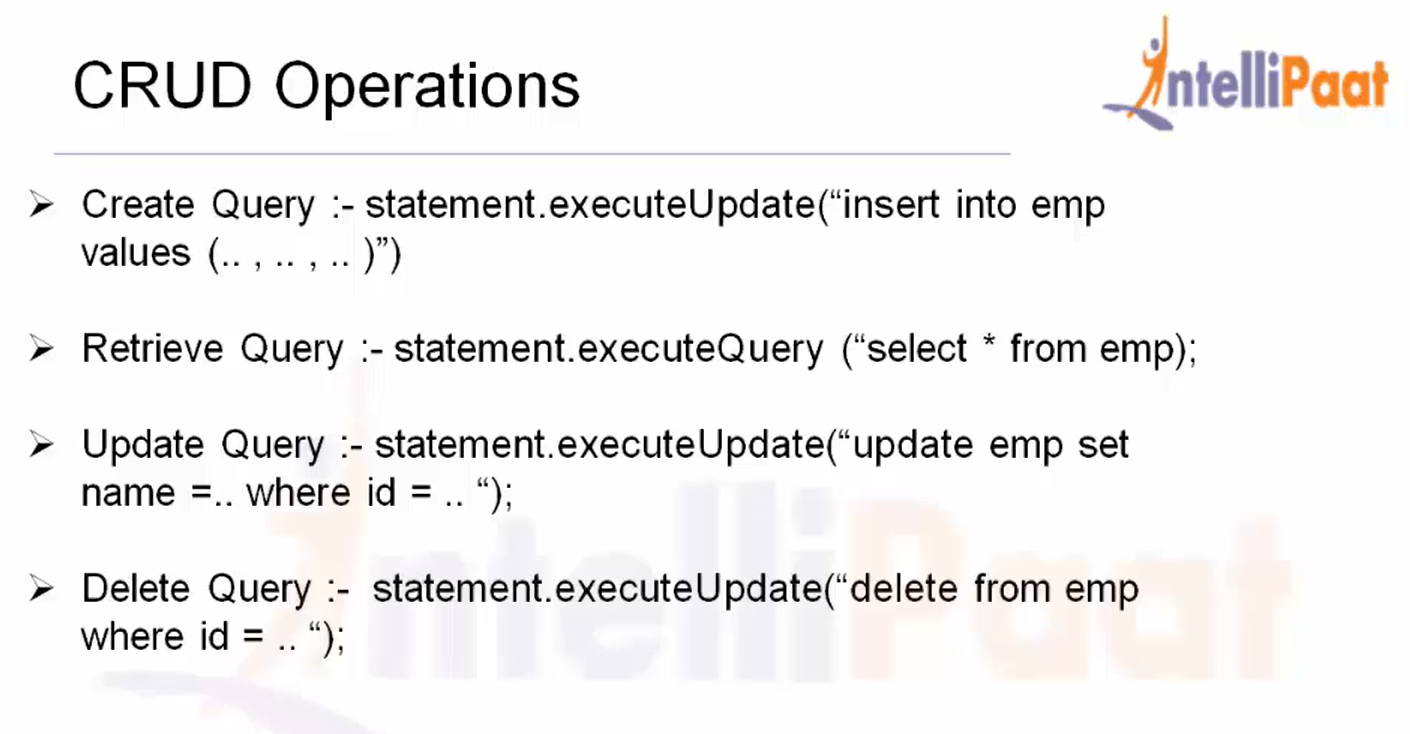 CRUD Operations
IntelliPaat
➢ Create Query :- statement.executeUpdate(“insert into emp
values (.. , .. , .. )”)
➢ Retrieve Query :- statement.executeQuery (“select * from emp);
➢ Update Query :- statement.executeUpdate(“update emp set
name =.. where id = .. “);
➢ Delete Query :- statement.executeUpdate(“delete from emp
where id = .. “);
IntelliPaat